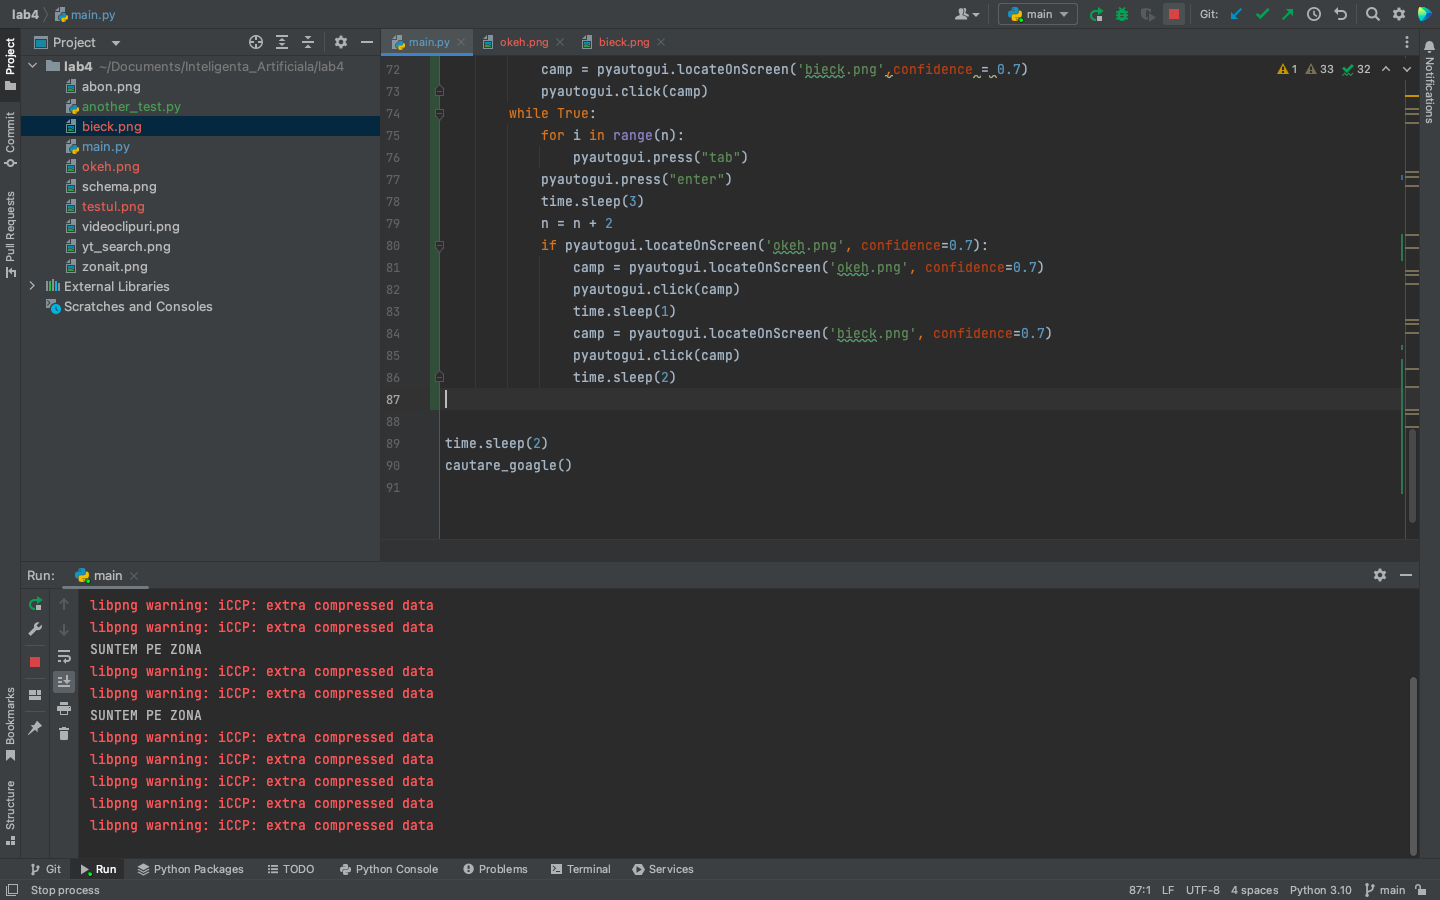 lab4 main.py
main
Git:
Project
main.py
okeh.png
bieck.png
lab4 ~/Documents/Inteligenta_Artificiala/lab4
abon.png
another_test.py
bieck.png
main.py
okeh.png
schema.png
testul.png
videoclipuri.png
yt_search.png
zonait.png
External Libraries
Scratches and Consoles
Project
Commit
Pull Requests
Bookmarks
Structure
Notifications
1 33 32
72 camp = pyautogui.locateOnScreen('bieck.png',confidence = 0.7)
73 pyautogui.click(camp)
74 while True:
75 for i in range(n):
76 pyautogui.press("tab")
77 pyautogui.press("enter")
78 time.sleep(3)
79 n = n + 2
80 if pyautogui.locateOnScreen('okeh.png', confidence=0.7):
81 camp = pyautogui.locateOnScreen('okeh.png', confidence=0.7)
82 pyautogui.click(camp)
83 time.sleep(1)
84 camp = pyautogui.locateOnScreen('bieck.png', confidence=0.7)
85 pyautogui.click(camp)
86 time.sleep(2)
87
88
89 time.sleep(2)
90 cautare_goagle()
91
Run: main
libpng warning: iCCP: extra compressed data
libpng warning: iCCP: extra compressed data
SUNTEM PE ZONA
libpng warning: iCCP: extra compressed data
libpng warning: iCCP: extra compressed data
SUNTEM PE ZONA
libpng warning: iCCP: extra compressed data
libpng warning: iCCP: extra compressed data
libpng warning: iCCP: extra compressed data
libpng warning: iCCP: extra compressed data
libpng warning: iCCP: extra compressed data
Git Run Python Packages TODO Python Console Problems Terminal Services
Stop process
87:1 LF UTF-8 4 spaces Python 3.10 main